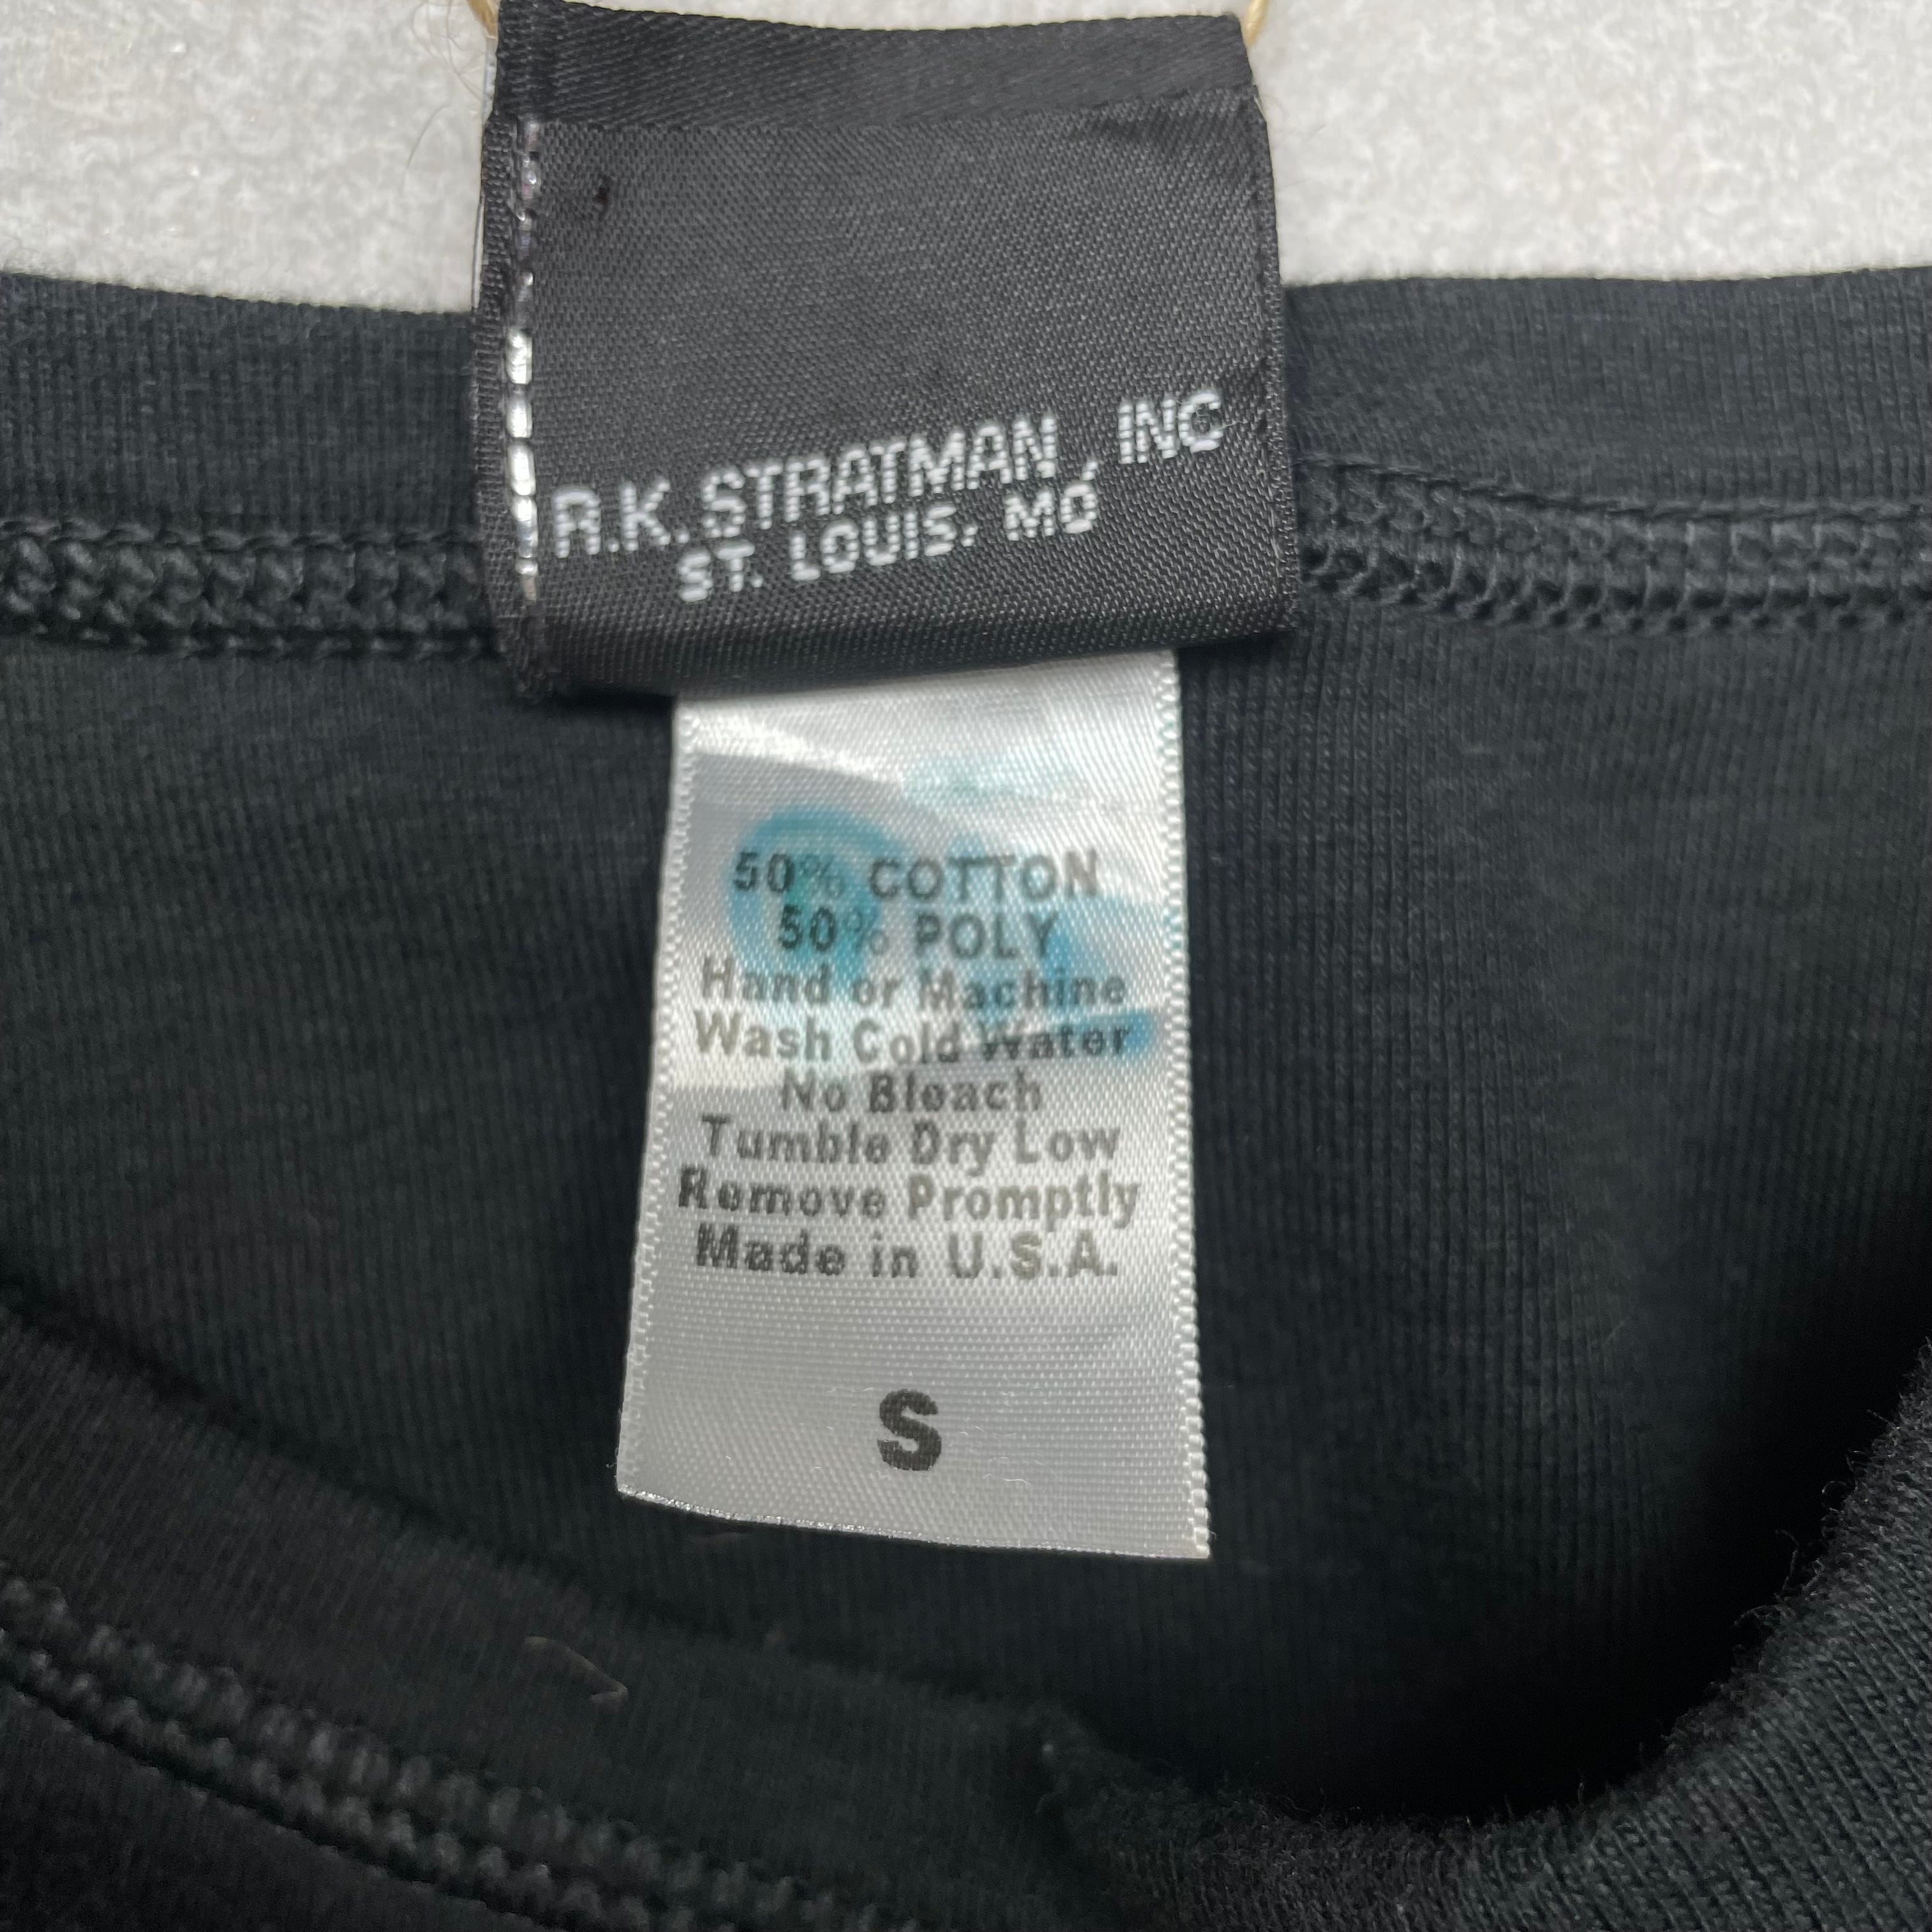 R.K. STRATMAN, INC
ST. LOUIS, MO
50% COTTON
50% POLY
Hand or Machine
Wash Cold Water
No Bleach
Tumble Dry Low
Remove Promptly
Made in U.S.A.
S